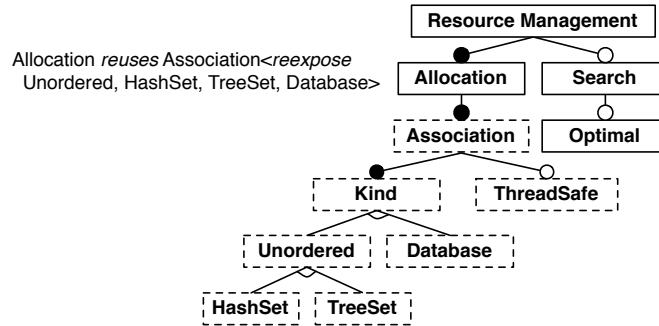 Resource Management
Allocation reuses Association<reexpose
Unordered, HashSet, TreeSet, Database>
Allocation
Search
Association
Optimal
Kind
ThreadSafe
Unordered
Database
HashSet
TreeSet